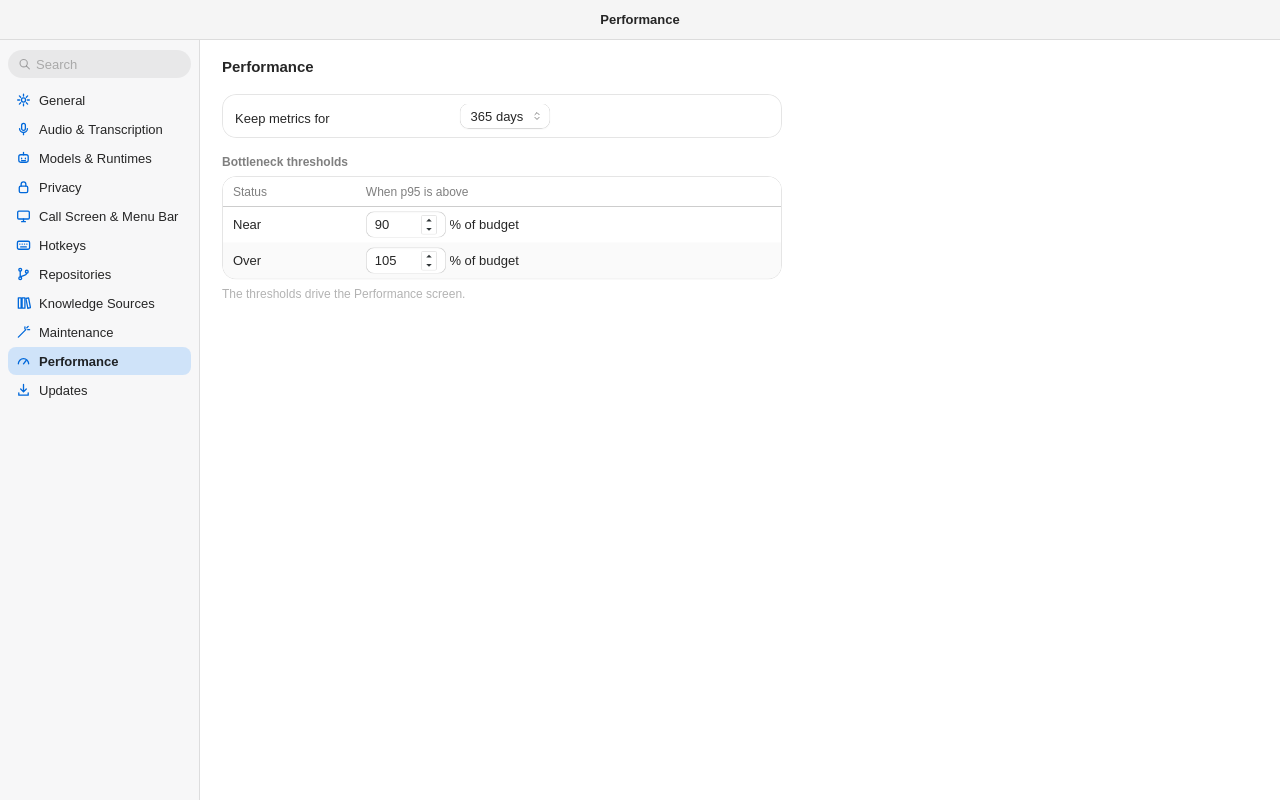 Performance
Search
General
Audio & Transcription
Models & Runtimes
Privacy
Call Screen & Menu Bar
Hotkeys
Repositories
Knowledge Sources
Maintenance
Performance
Updates
Performance
Keep metrics for 365 days
Bottleneck thresholds
Status When p95 is above
Near 90 % of budget
Over 105 % of budget
The thresholds drive the Performance screen.